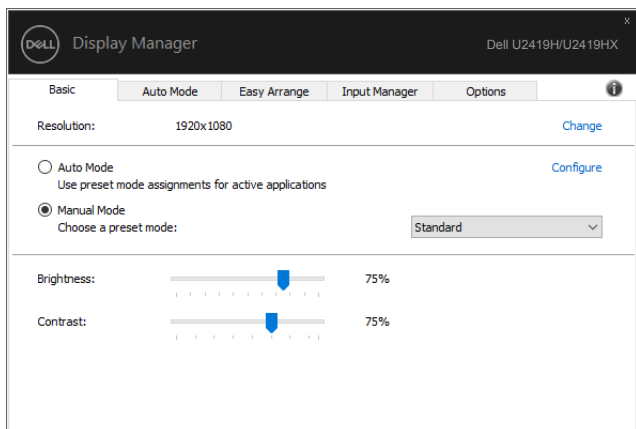 DELL Display Manager Dell U2419H/U2419HX x
Basic Auto Mode Easy Arrange Input Manager Options i
Resolution: 1920x1080 Change
Auto Mode Configure
Use preset mode assignments for active applications
Manual Mode
Choose a preset mode: Standard
Brightness: 75%
Contrast: 75%